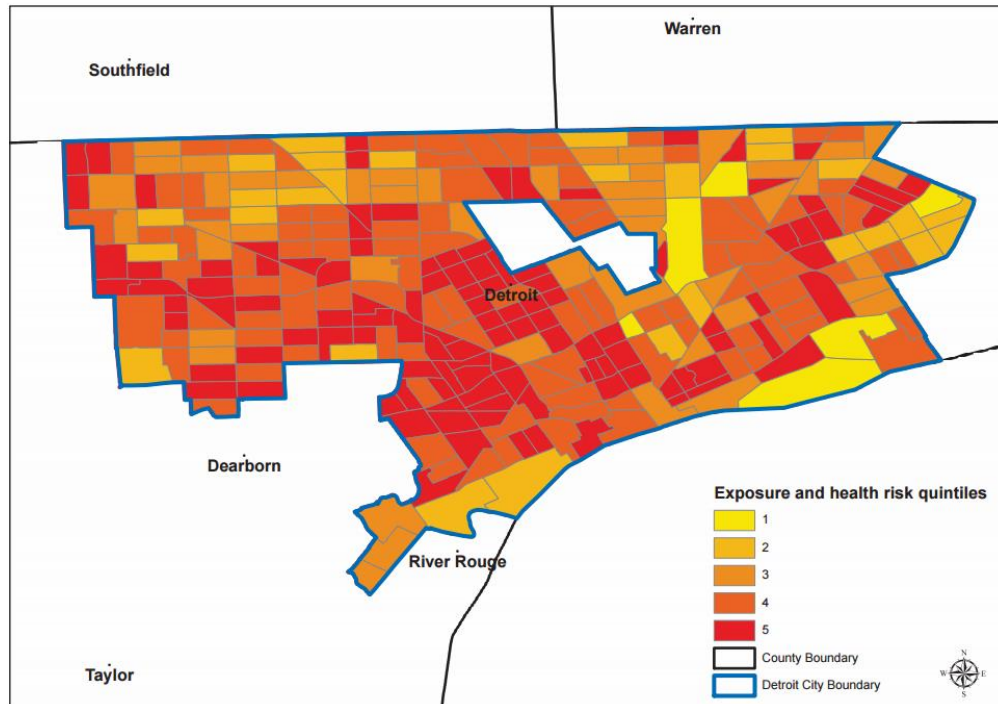 Warren
Southfield
Detroit
Dearborn
River Rouge
Taylor
Exposure and health risk quintiles
1
2
3
4
5
County Boundary
Detroit City Boundary
N
W
E
S